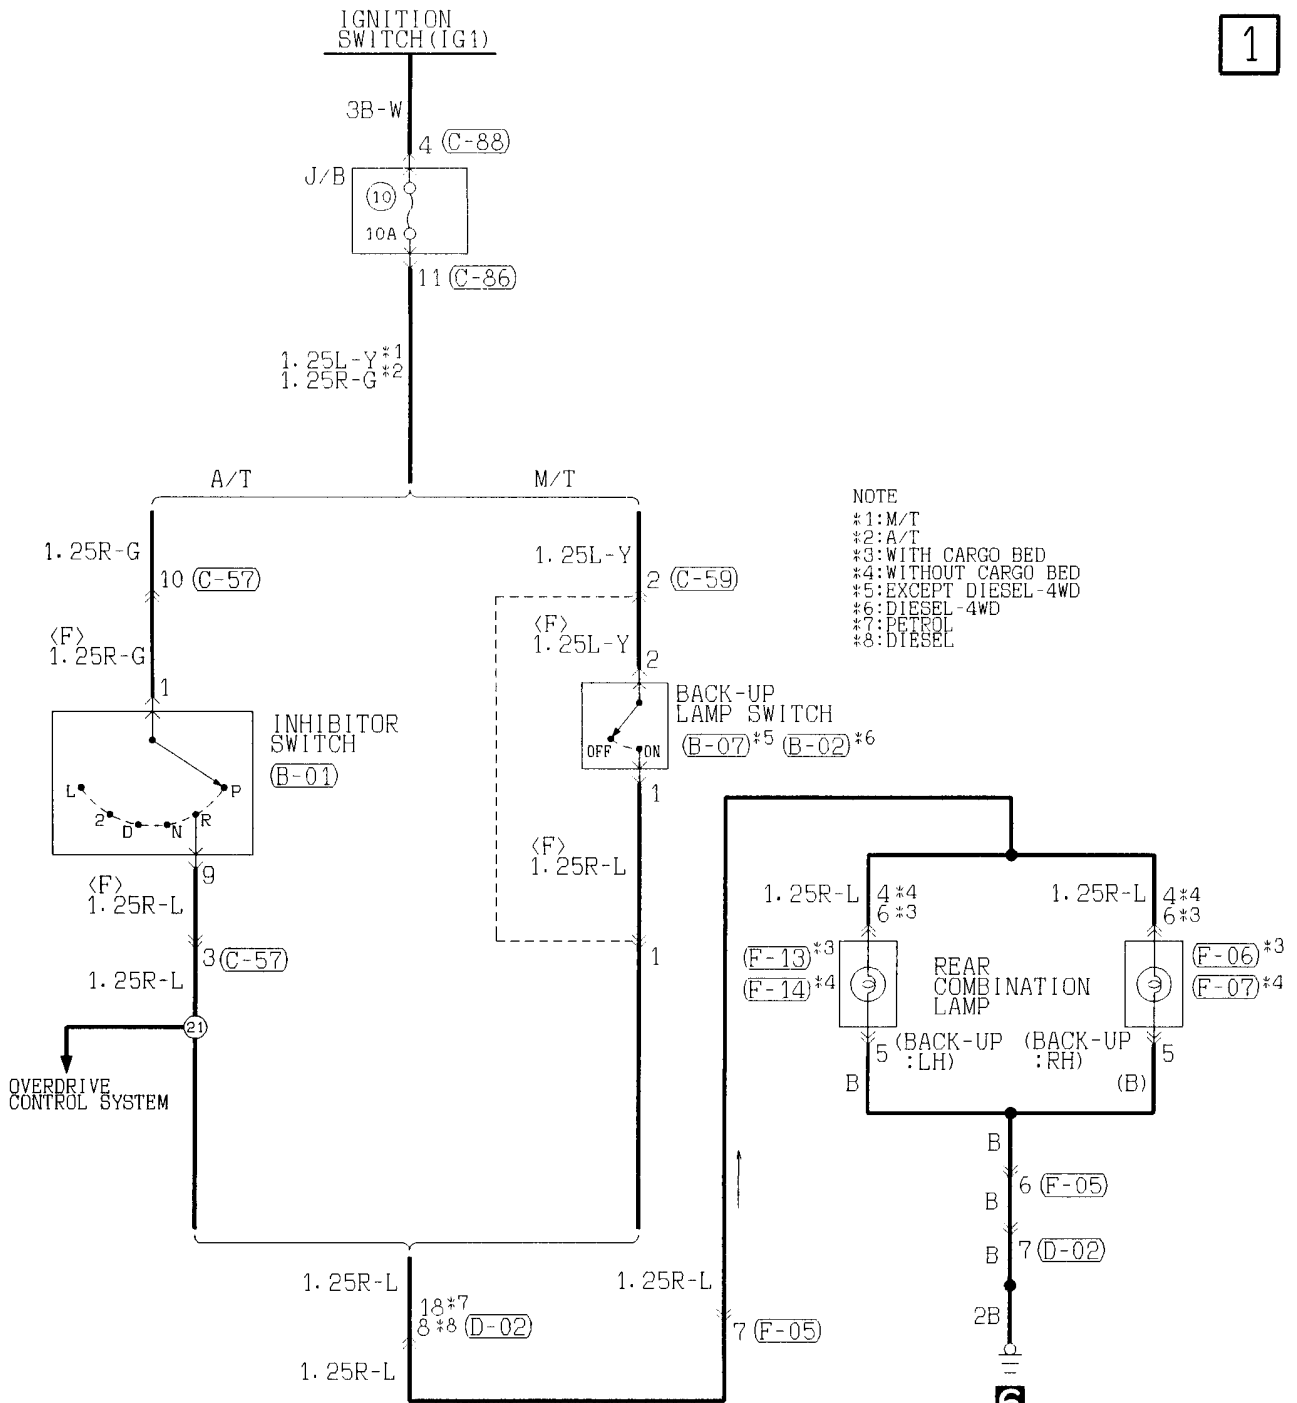 IGNITION
SWITCH(IG1)
1
3B-W
4 C-88
J/B
10
10A
11 C-86
1.25L-Y*1
1.25R-G*2
A/T
M/T
NOTE
*1:M/T
*2:A/T
*3:WITH CARGO BED
*4:WITHOUT CARGO BED
*5:EXCEPT DIESEL-4WD
*6:DIESEL-4WD
*7:PETROL
*8:DIESEL
1.25R-G
10 C-57
<F>
1.25R-G
1
INHIBITOR
SWITCH
B-01
L
2
D
N
R
P
9
<F>
1.25R-L
3 C-57
1.25R-L
21
OVERDRIVE
CONTROL SYSTEM
1.25L-Y
2 C-59
<F>
1.25L-Y
2
BACK-UP
LAMP SWITCH
B-07*5 B-02*6
OFF
ON
1
<F>
1.25R-L
1
1.25R-L
4*4
6*3
1.25R-L
4*4
6*3
F-13*3
F-14*4
REAR
COMBINATION
LAMP
F-06*3
F-07*4
5
(BACK-UP
:LH)
(BACK-UP
:RH)
5
B
(B)
B
6 F-05
B
B
7 D-02
2B
6
1.25R-L
18*7
8*8 D-02
1.25R-L
1.25R-L
7 F-05